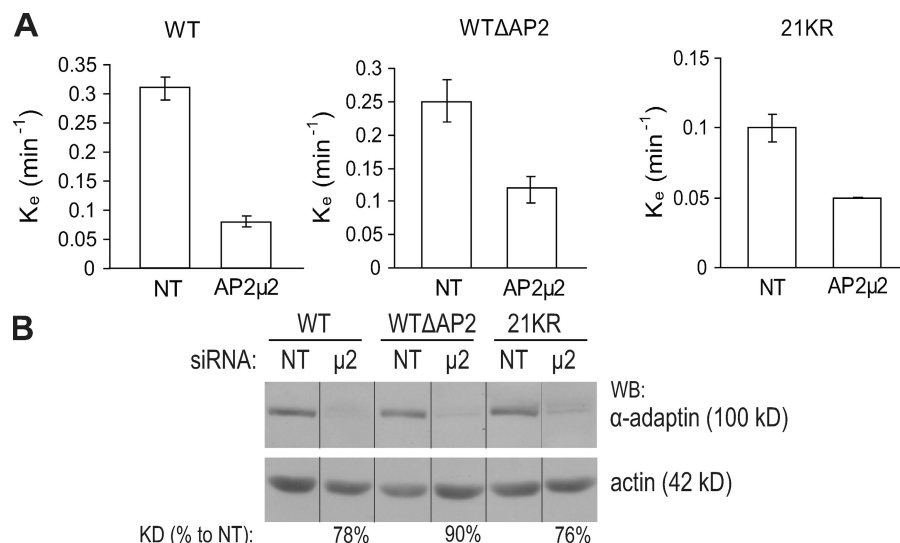 A
WT
WTΔAP2
21KR
Ke (min⁻¹)
0.35
0.3
0.25
0.2
0.15
0.1
0.05
0
NT AP2µ2
Ke (min⁻¹)
0.3
0.25
0.2
0.15
0.1
0.05
0
NT AP2µ2
Ke (min⁻¹)
0.15
0.1
0.05
0
NT AP2µ2
B
WT WTΔAP2 21KR
siRNA: NT µ2 NT µ2 NT µ2
WB:
α-adaptin (100 kD)
actin (42 kD)
KD (% to NT): 78% 90% 76%